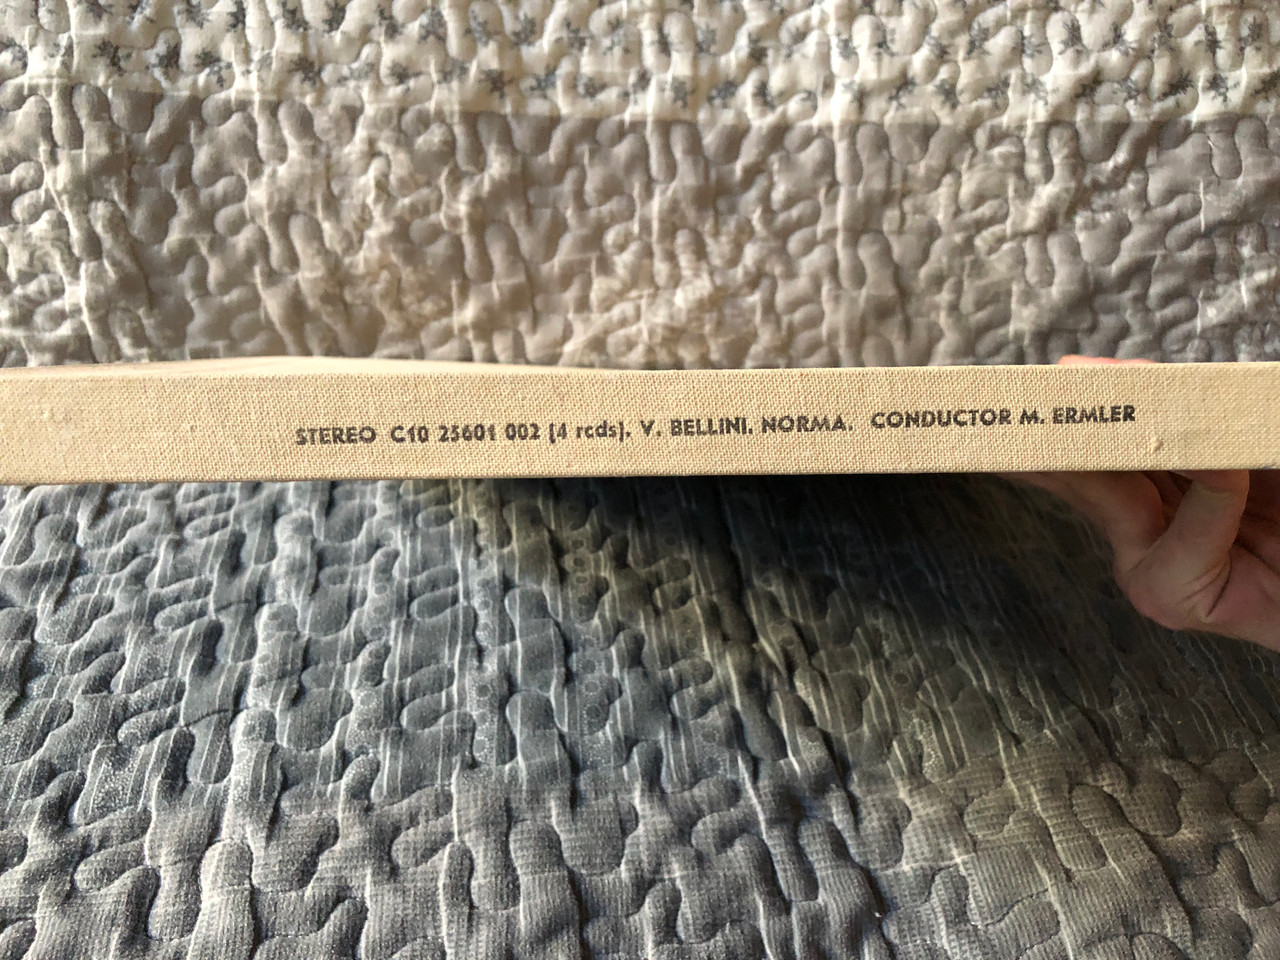 STEREO C10 25601 002 [4 rcds]. V. BELLINI. NORMA. CONDUCTOR M. ERMLER